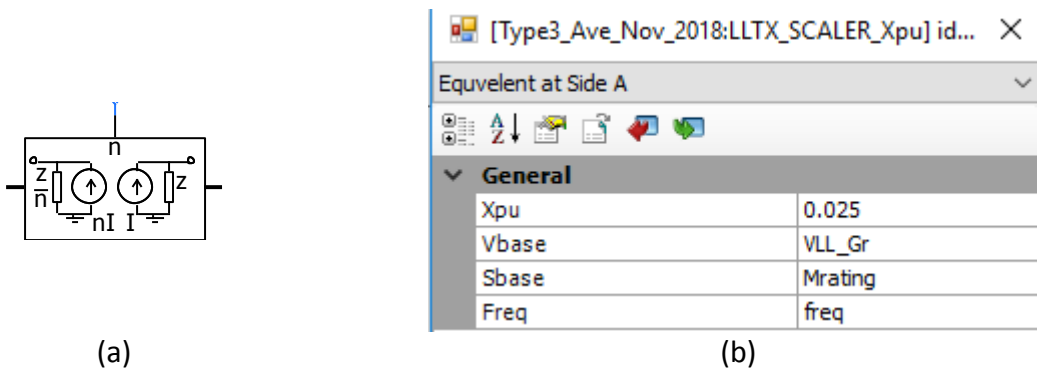 [Type3_Ave_Nov_2018:LLTX_SCALER_Xpu] id...
Equvelent at Side A
A
Z
General
Xpu 0.025
Vbase VLL_Gr
Sbase Mrating
Freq freq
n
z
n
z
nI I
(a) (b)